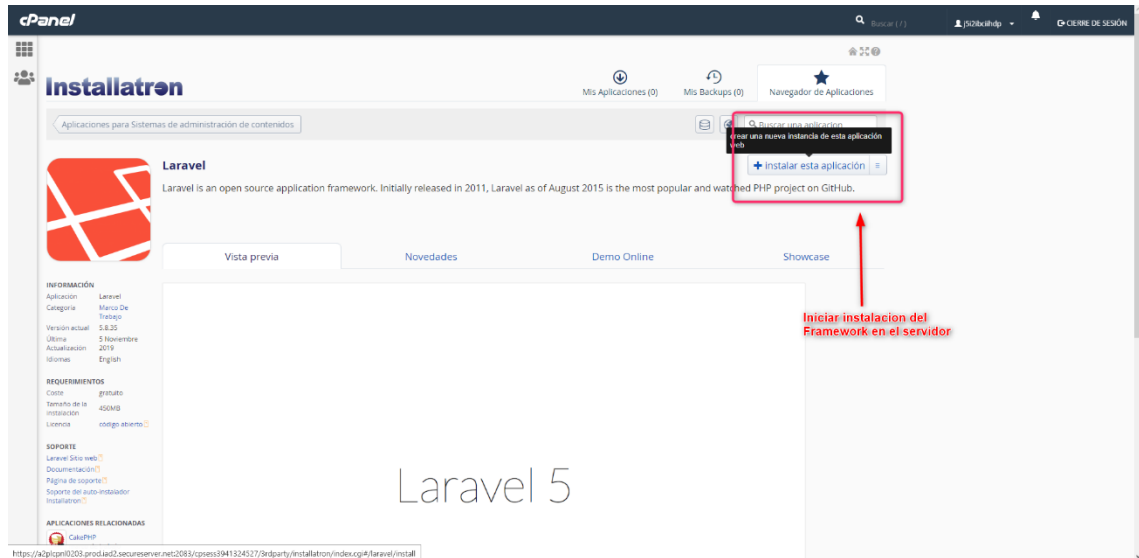 cPanel
Buscar ( / )
CIERRE DE SESIÓN
Installatron
Mis Aplicaciones (0)
Mis Backups (0)
Navegador de Aplicaciones
Aplicaciones para Sistemas de administración de contenidos
Buscar una aplicacion
crear una nueva instancia de esta aplicación
web
Laravel
+ instalar esta aplicación
Laravel is an open source application framework. Initially released in 2011, Laravel as of August 2015 is the most popular and watched PHP project on GitHub.
Vista previa
Novedades
Demo Online
Showcase
INFORMACIÓN
Aplicación Laravel
Categoría Marco De
Trabajo
Versión actual 5.8.35
Última 5 Noviembre
Actualización 2019
Idiomas English
REQUERIMIENTOS
Coste gratuito
Tamaño de la
instalación 450MB
Licencia código abierto
SOPORTE
Laravel Sitio web
Documentación
Página de soporte
Soporte del auto-instalador
Installatron
APLICACIONES RELACIONADAS
CakePHP
Laravel 5
Iniciar instalacion del
Framework en el servidor
https://a2plcpnl0203.prod.iad2.secureserver.net:2083/cpsess3941324527/3rdparty/installatron/index.cgi#/laravel/install